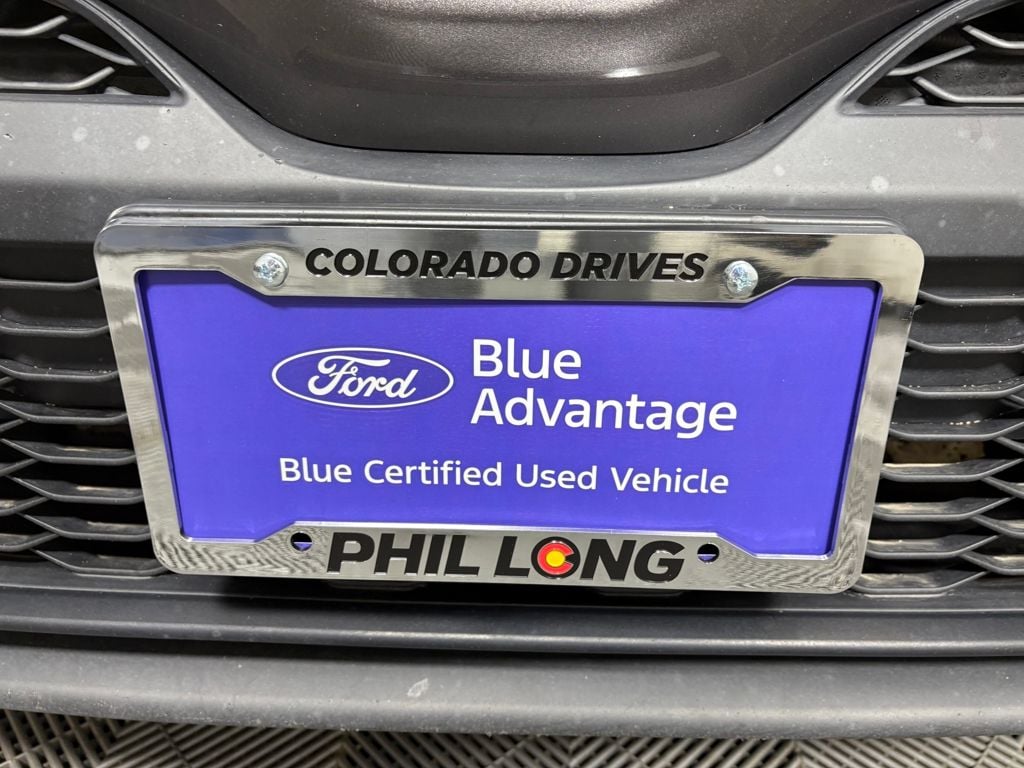 COLORADO DRIVES
Ford
Blue
Advantage
Blue Certified Used Vehicle
PHIL LONG